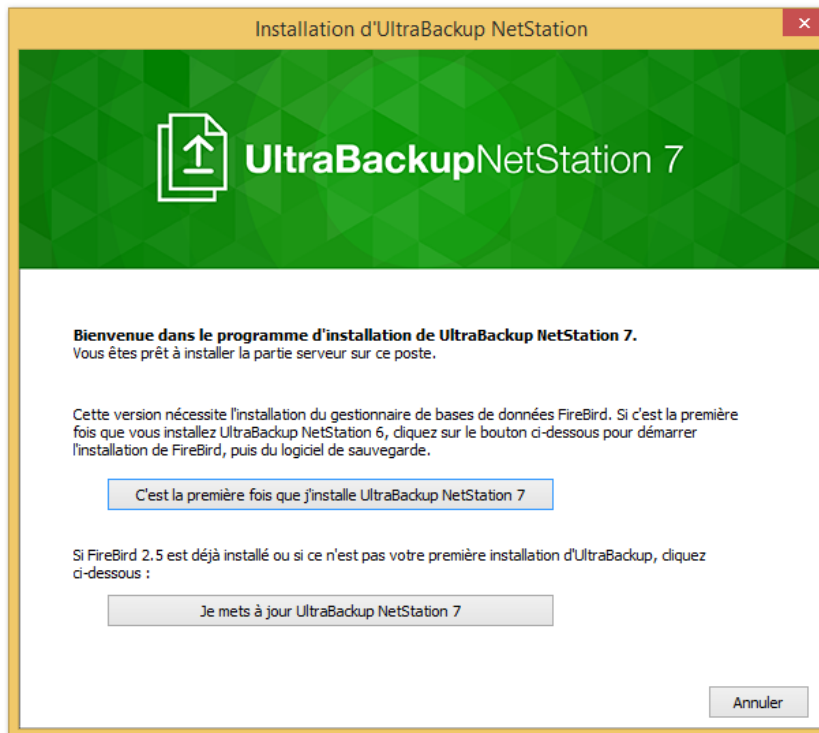 Installation d'UltraBackup NetStation
UltraBackupNetStation 7
Bienvenue dans le programme d'installation de UltraBackup NetStation 7.
Vous êtes prêt à installer la partie serveur sur ce poste.
Cette version nécessite l'installation du gestionnaire de bases de données FireBird. Si c'est la première
fois que vous installez UltraBackup NetStation 6, cliquez sur le bouton ci-dessous pour démarrer
l'installation de FireBird, puis du logiciel de sauvegarde.
C'est la première fois que j'installe UltraBackup NetStation 7
Si FireBird 2.5 est déjà installé ou si ce n'est pas votre première installation d'UltraBackup, cliquez
ci-dessous :
Je mets à jour UltraBackup NetStation 7
Annuler